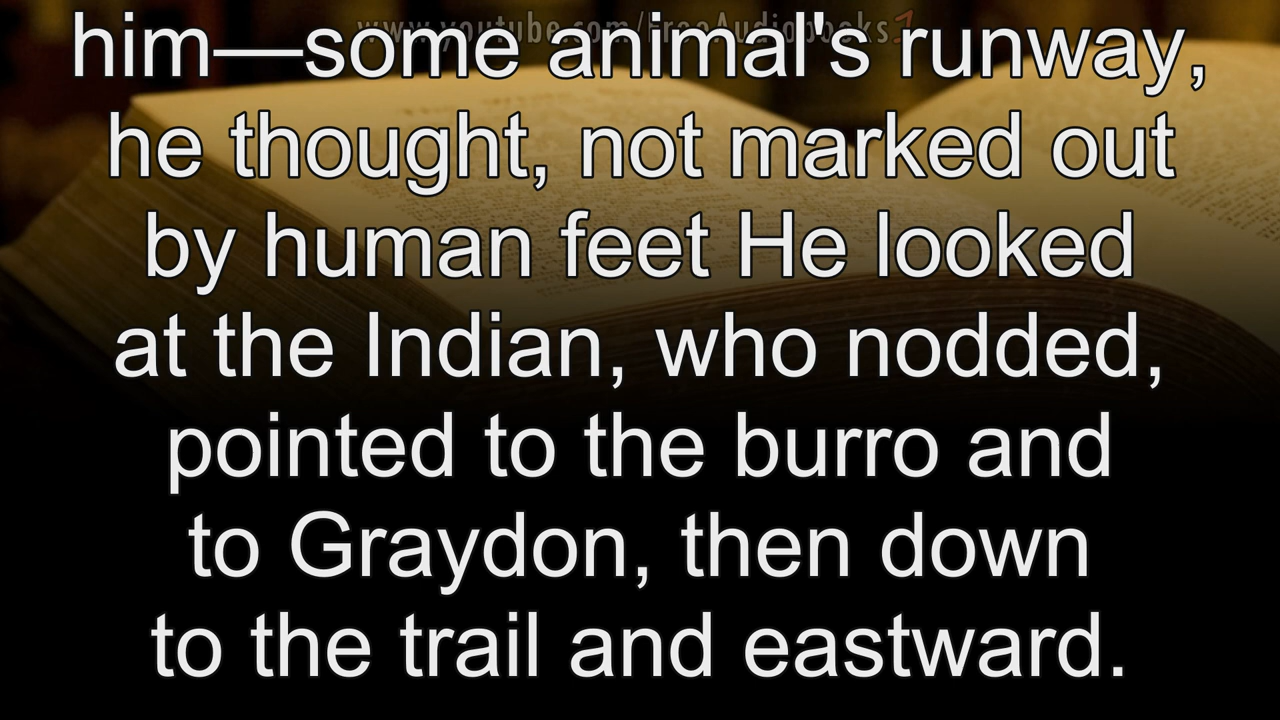 www.youtube.com/FreeAudiobooks1
him—some animal's runway,
he thought, not marked out
by human feet He looked
at the Indian, who nodded,
pointed to the burro and
to Graydon, then down
to the trail and eastward.